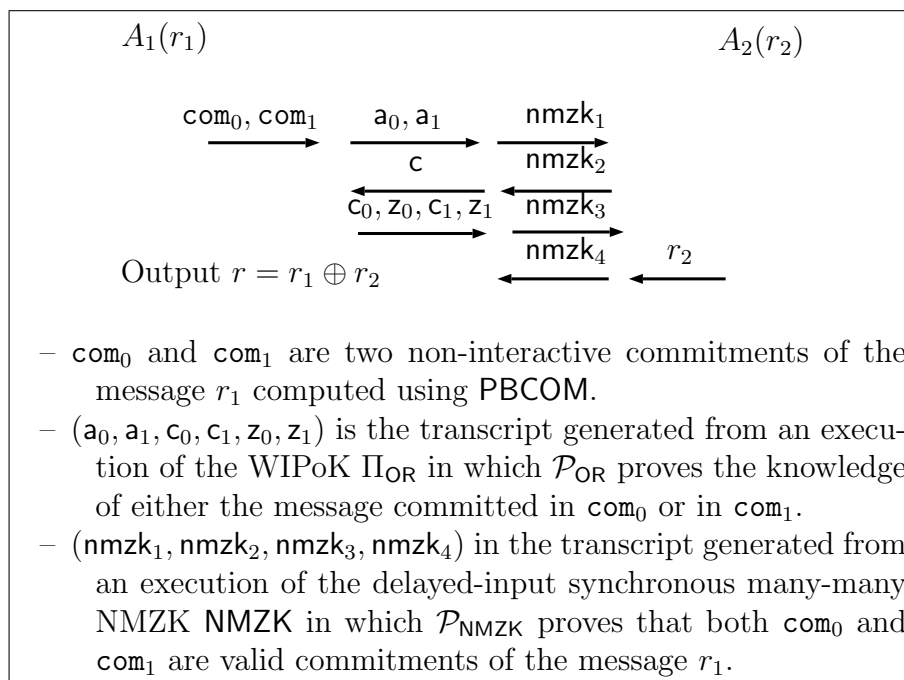 A₁(r₁) A₂(r₂)
com₀, com₁ a₀, a₁ nmzk₁
c nmzk₂
c₀, z₀, c₁, z₁ nmzk₃
nmzk₄ r₂
Output r = r₁ ⊕ r₂
– com₀ and com₁ are two non-interactive commitments of the
message r₁ computed using PBCOM.
– (a₀, a₁, c₀, c₁, z₀, z₁) is the transcript generated from an execu-
tion of the WIPoK Π_OR in which 𝒫_OR proves the knowledge
of either the message committed in com₀ or in com₁.
– (nmzk₁, nmzk₂, nmzk₃, nmzk₄) in the transcript generated from
an execution of the delayed-input synchronous many-many
NMZK NMZK in which 𝒫_NMZK proves that both com₀ and
com₁ are valid commitments of the message r₁.